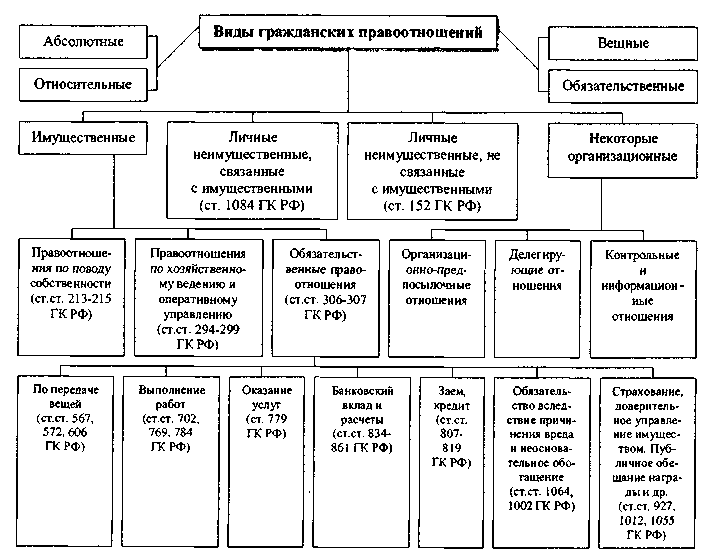 Виды гражданских правоотношений
Абсолютные
Относительные
Вещные
Обязательственные
Имущественные
Личные
неимущественные,
связанные
с имущественными
(ст. 1084 ГК РФ)
Личные
неимущественные, не
связанные
с имущественными
(ст. 152 ГК РФ)
Некоторые
организационные
Правоотноше-
ния по поводу
собственности
(ст.ст. 213-215
ГК РФ)
Правоотношения
по хозяйственно-
му ведению и
оперативному
управлению
(ст.ст. 294-299
ГК РФ)
Обязательст-
венные право-
отношения
(ст.ст. 306-307
ГК РФ)
Организаци-
онно-пред-
посылочные
отношения
Делегиру-
ющие от-
ношения
Контрольные
и
информацион-
ные
отношения
По передаче
вещей
(ст.ст. 567,
572, 606
ГК РФ)
Выполнение
работ
(ст.ст. 702,
769, 784
ГК РФ)
Оказание
услуг
(ст. 779
ГК РФ)
Банковский
вклад и
расчеты
(ст.ст. 834-
861 ГК РФ)
Заем,
кредит
(ст.ст.
807-
819
ГК РФ)
Обязатель-
ство вслед-
ствие причи-
нения вреда
и неоснова-
тельное обо-
гащение
(ст.ст. 1064,
1002 ГК РФ)
Страхование,
доверитель-
ное управле-
ние имущес-
твом. Пуб-
личное обе-
щание награ-
ды и др.
(ст.ст. 927,
1012, 1055
ГК РФ)